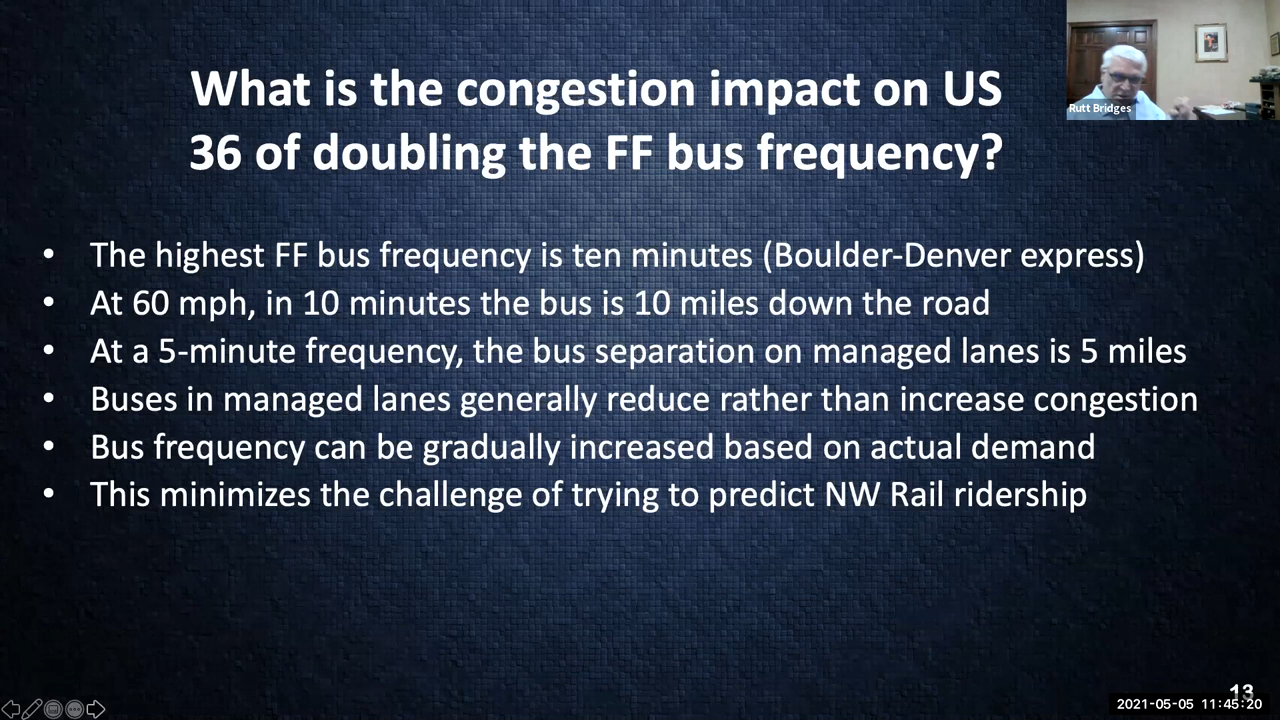 What is the congestion impact on US
36 of doubling the FF bus frequency?
Rutt Bridges
• The highest FF bus frequency is ten minutes (Boulder-Denver express)
• At 60 mph, in 10 minutes the bus is 10 miles down the road
• At a 5-minute frequency, the bus separation on managed lanes is 5 miles
• Buses in managed lanes generally reduce rather than increase congestion
• Bus frequency can be gradually increased based on actual demand
• This minimizes the challenge of trying to predict NW Rail ridership
13
2021-05-05 11:45:20